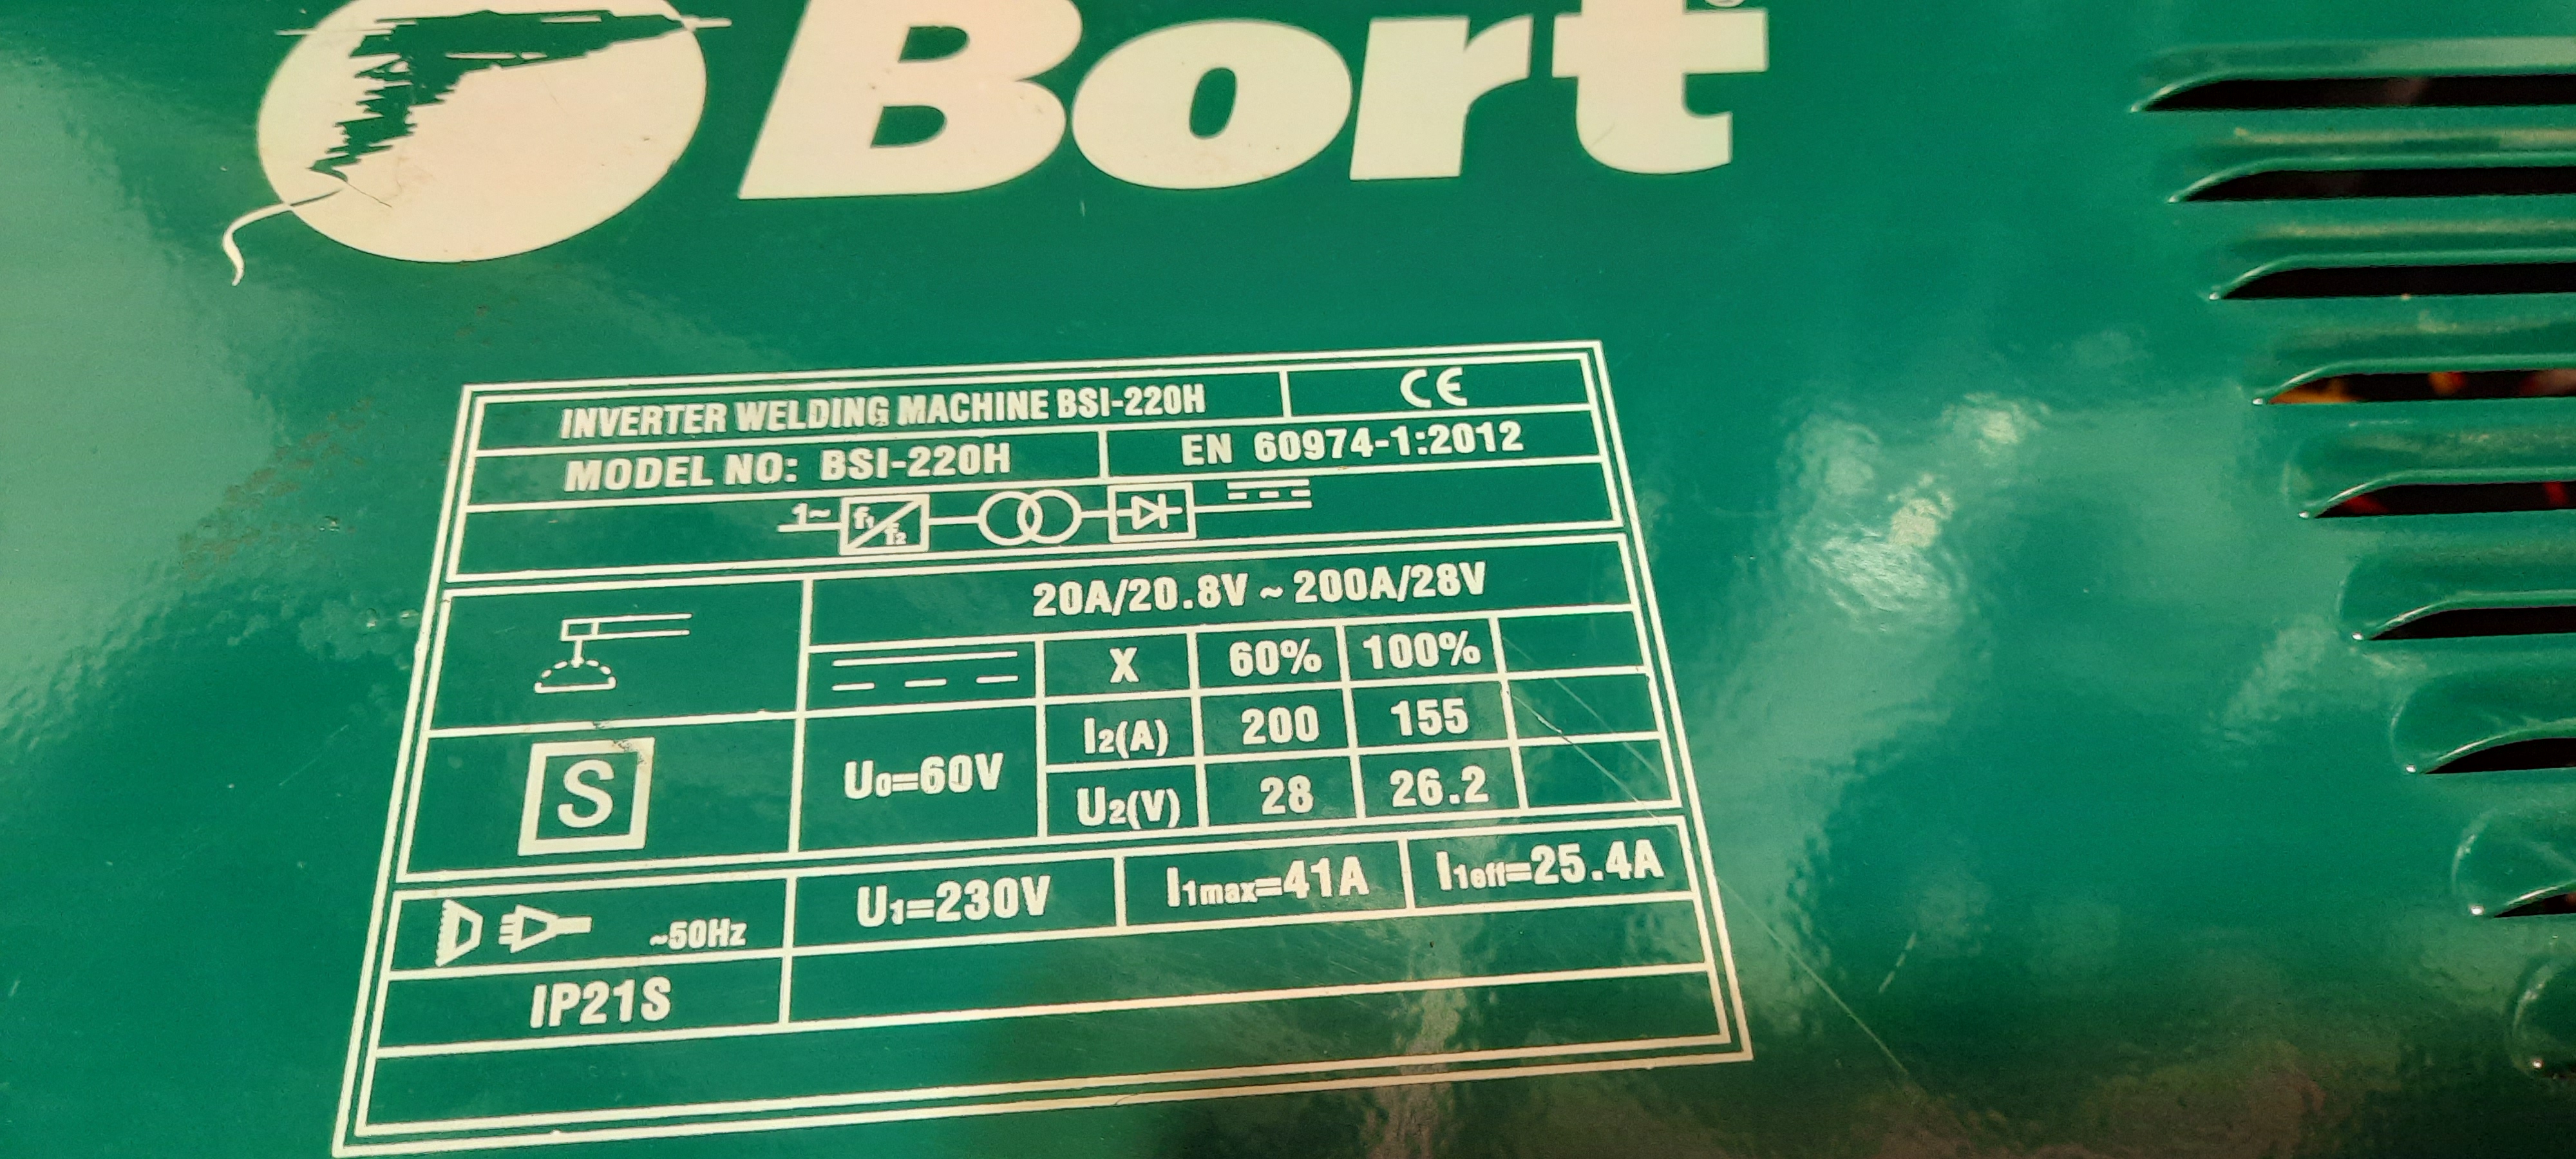 Bort
INVERTER WELDING MACHINE BSI-220H
CE
MODEL NO: BSI-220H
EN 60974-1:2012
1~ f₁ f₂
20A/20.8V ~ 200A/28V
X 60% 100%
I₂(A) 200 155
S
U₀=60V
U₂(V) 28 26.2
~50Hz
U₁=230V
I₁max=41A
I₁eff=25.4A
IP21S